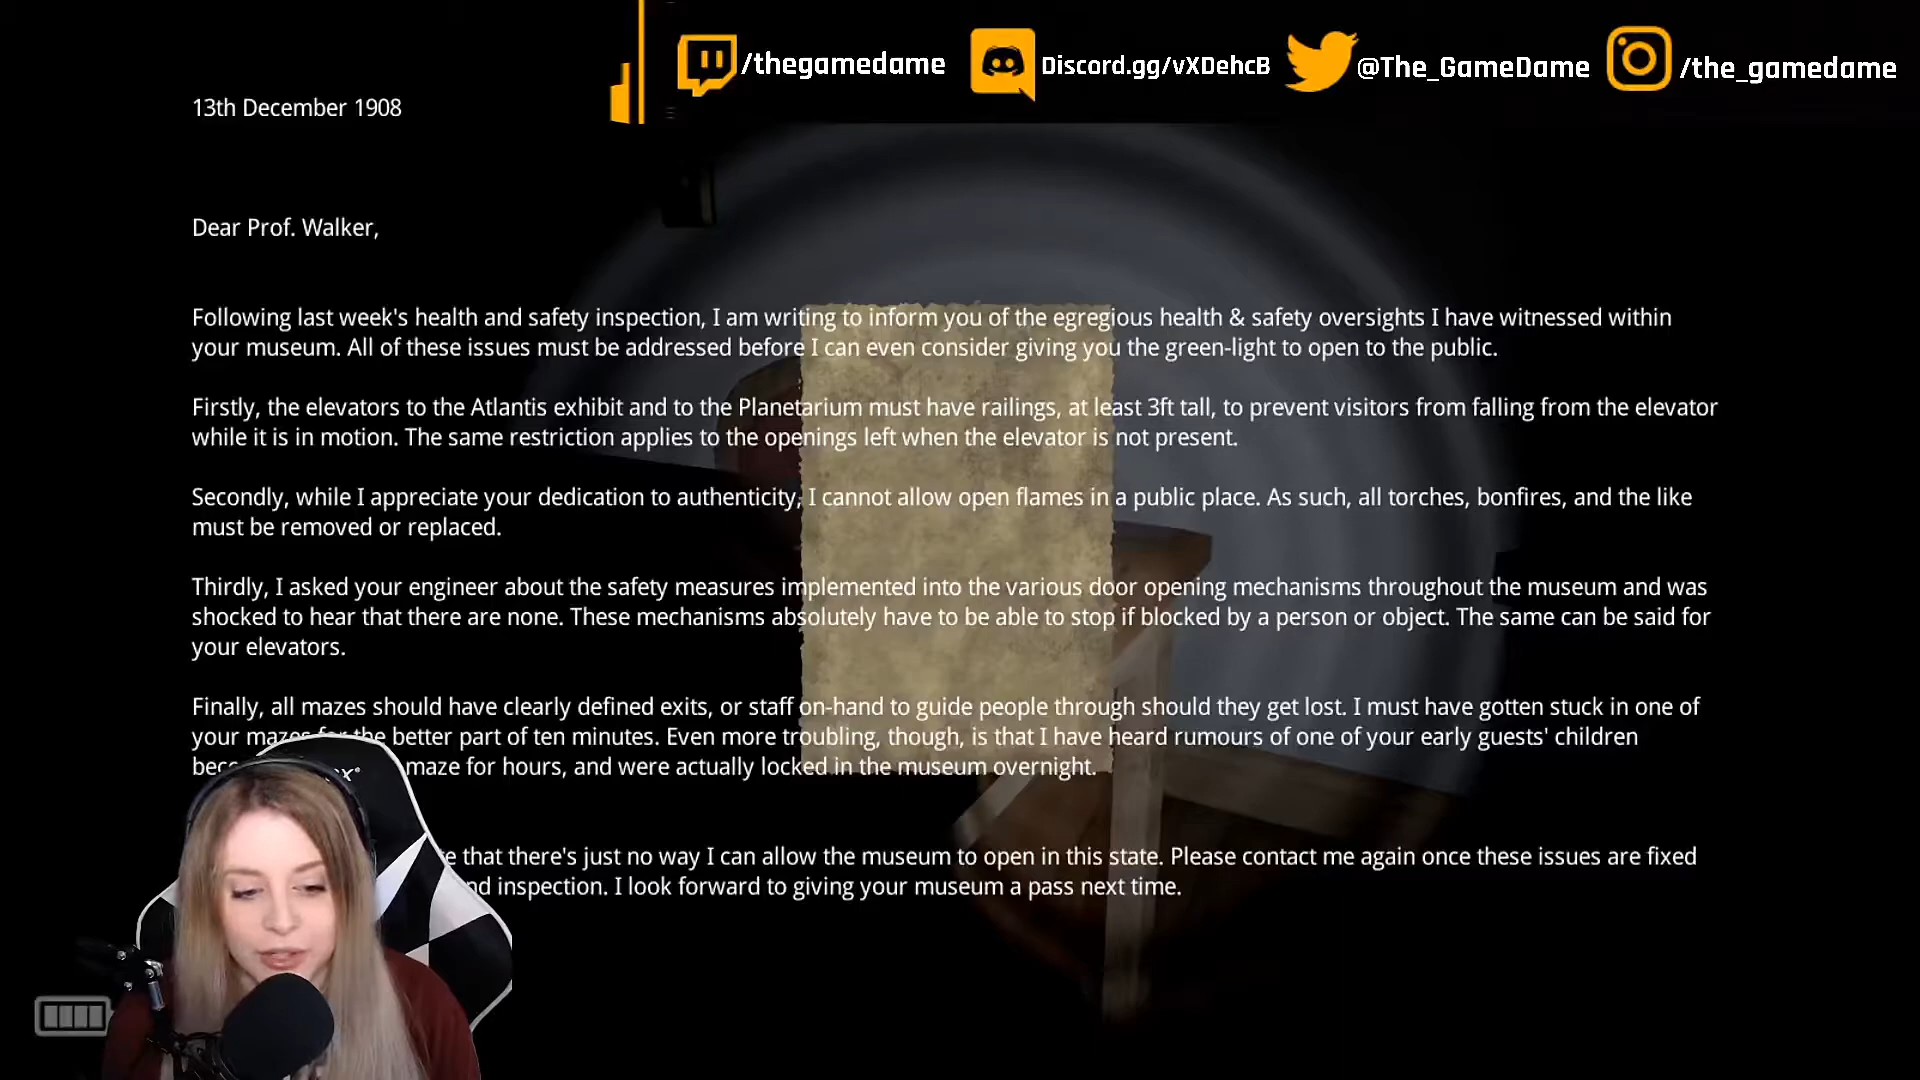 /thegamedame Discord.gg/vXDehcB @The_GameDame /the_gamedame
13th December 1908
Dear Prof. Walker,
Following last week's health and safety inspection, I am writing to inform you of the egregious health & safety oversights I have witnessed within
your museum. All of these issues must be addressed before I can even consider giving you the green-light to open to the public.
Firstly, the elevators to the Atlantis exhibit and to the Planetarium must have railings, at least 3ft tall, to prevent visitors from falling from the elevator
while it is in motion. The same restriction applies to the openings left when the elevator is not present.
Secondly, while I appreciate your dedication to authenticity, I cannot allow open flames in a public place. As such, all torches, bonfires, and the like
must be removed or replaced.
Thirdly, I asked your engineer about the safety measures implemented into the various door opening mechanisms throughout the museum and was
shocked to hear that there are none. These mechanisms absolutely have to be able to stop if blocked by a person or object. The same can be said for
your elevators.
Finally, all mazes should have clearly defined exits, or staff on-hand to guide people through should they get lost. I must have gotten stuck in one of
your mazes for the better part of ten minutes. Even more troubling, though, is that I have heard rumours of one of your early guests' children
maze for hours, and were actually locked in the museum overnight.
that there's just no way I can allow the museum to open in this state. Please contact me again once these issues are fixed
inspection. I look forward to giving your museum a pass next time.